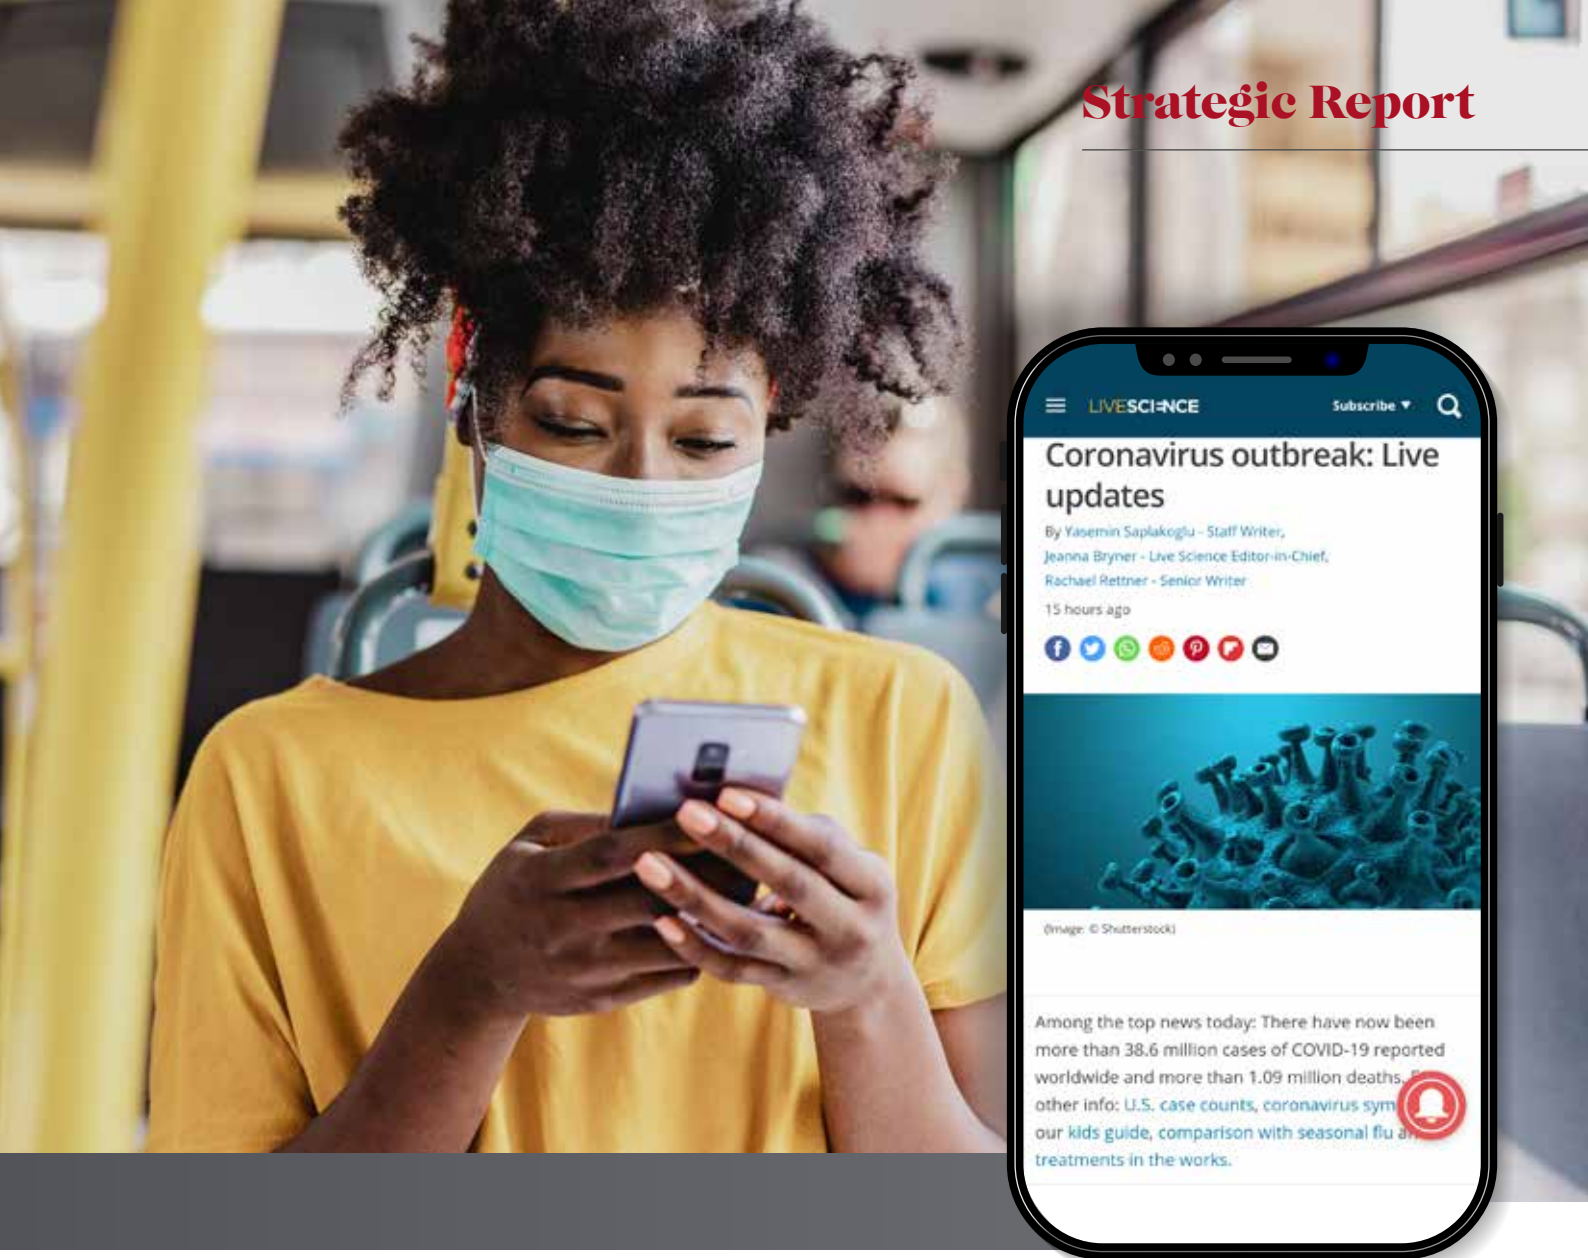 Strategic Report
LIVESCIENCE
Subscribe
Coronavirus outbreak: Live
updates
By Yasemin Saplakoglu - Staff Writer,
Jeanna Bryner - Live Science Editor-in-Chief,
Rachael Rettner - Senior Writer
15 hours ago
(Image: © Shutterstock)
Among the top news today: There have now been
more than 38.6 million cases of COVID-19 reported
worldwide and more than 1.09 million deaths.
other info: U.S. case counts, coronavirus sym
our kids guide, comparison with seasonal flu a
treatments in the works.